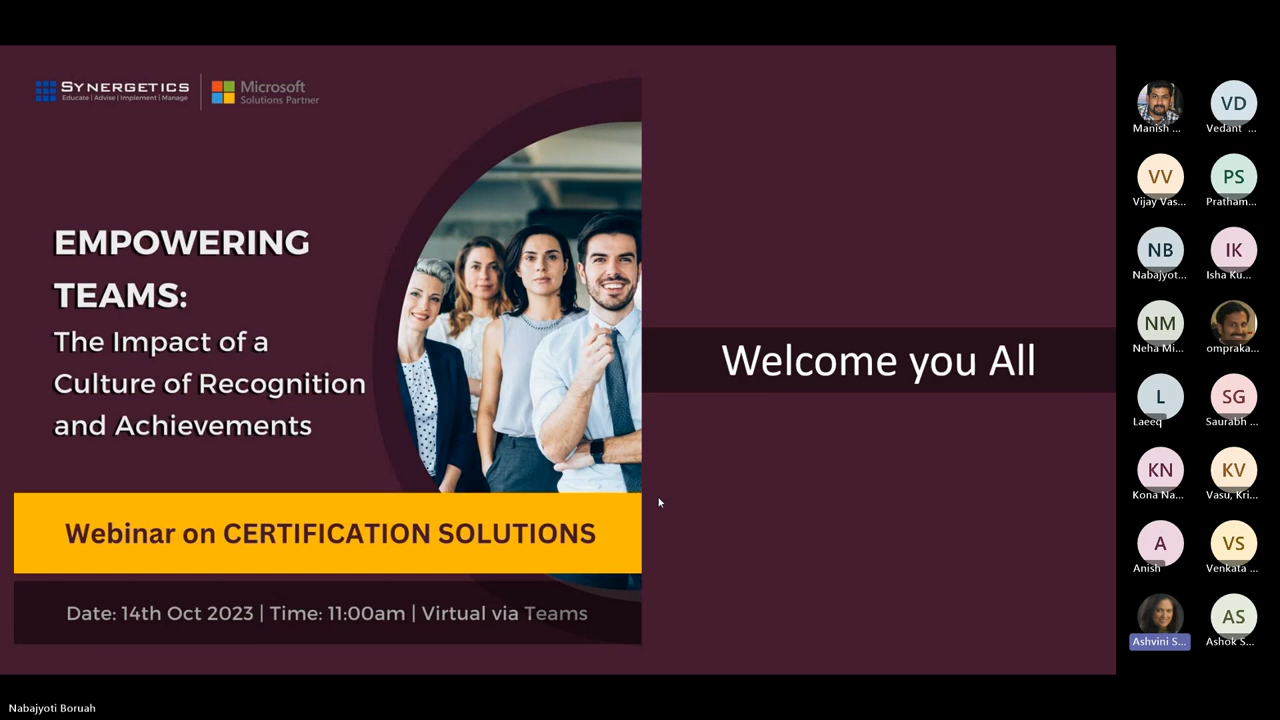 SYNERGETICS
Educate | Advise | Implement | Manage
Microsoft
Solutions Partner
EMPOWERING
TEAMS:
The Impact of a
Culture of Recognition
and Achievements
Webinar on CERTIFICATION SOLUTIONS
Date: 14th Oct 2023 | Time: 11:00am | Virtual via Teams
Welcome you All
Manish ...
VD
Vedant ...
VV
Vijay Vas...
PS
Pratham...
NB
Nabajyot...
IK
Isha Ku...
NM
Neha Mi...
ompraka...
L
Laeeq
SG
Saurabh ...
KN
Kona Na...
KV
Vasu, Kri...
A
Anish
VS
Venkata ...
Ashvini S...
AS
Ashok S...
Nabajyoti Boruah